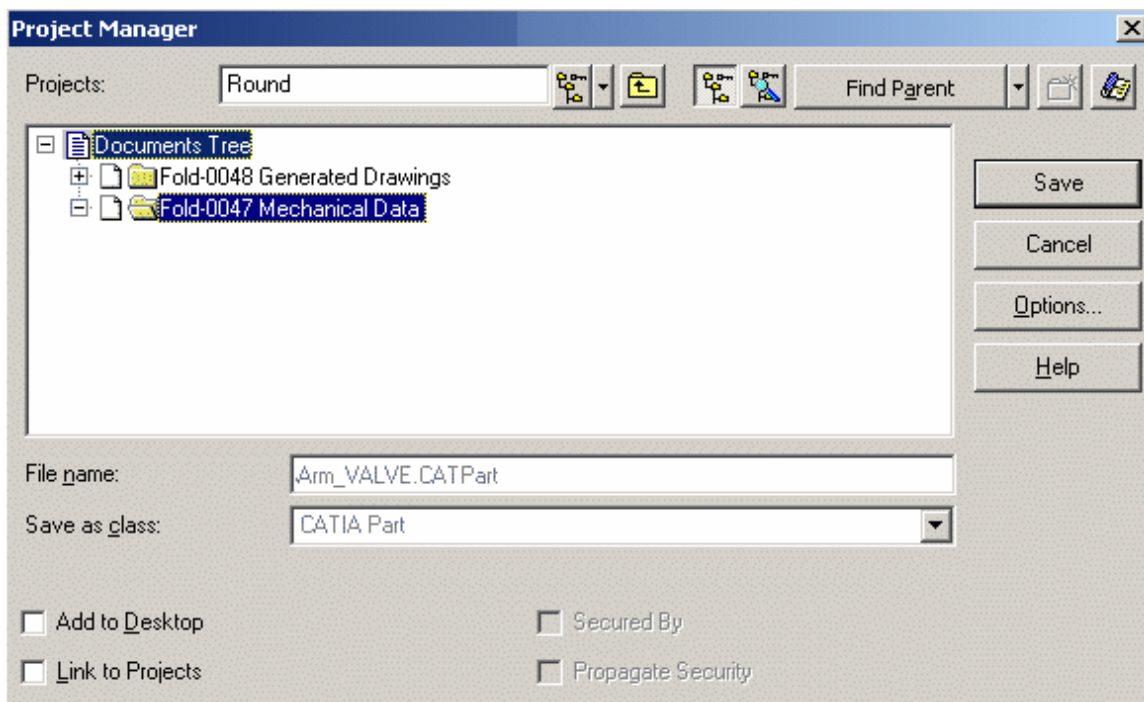 Project Manager
Projects: Round Find Parent
Documents Tree
Fold-0048 Generated Drawings
Fold-0047 Mechanical Data
Save
Cancel
Options...
Help
File name: Arm_VALVE.CATPart
Save as class: CATIA Part
Add to Desktop Secured By
Link to Projects Propagate Security